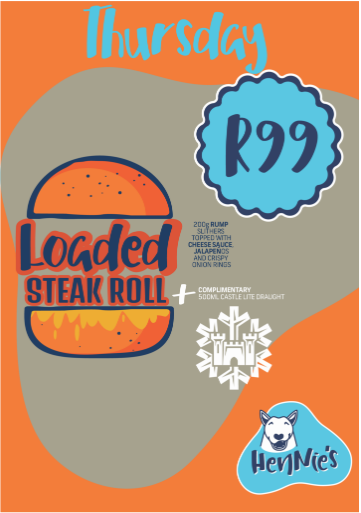 Thursday
R99
Loaded
STEAK ROLL
200g RUMP
SLITHERS
TOPPED WITH
CHEESE SAUCE,
JALAPENOS
AND CRISPY
ONION RINGS
+
COMPLIMENTARY
500ML CASTLE LITE DRAUGHT
HeNNie's